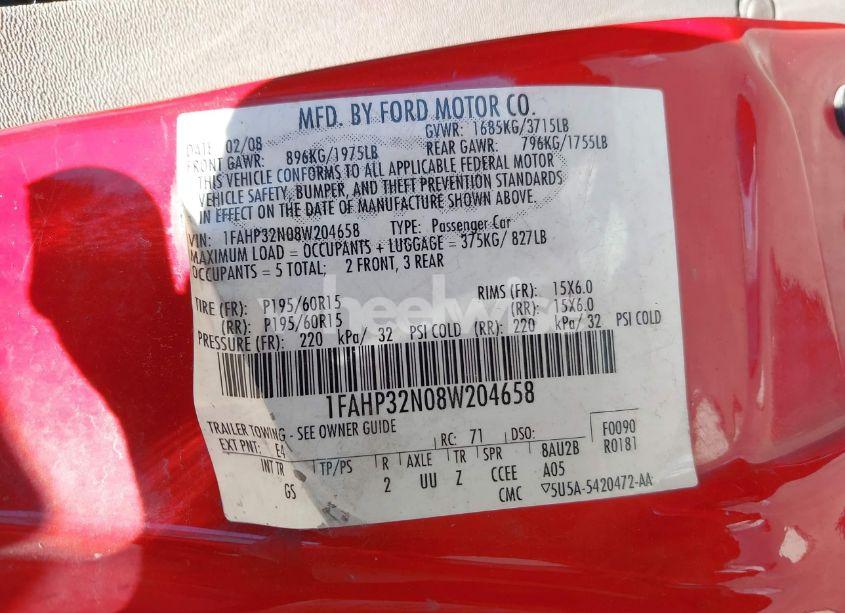 MFD. BY FORD MOTOR CO.
DATE 02/08 GVWR: 1685KG/3715LB
FRONT GAWR: 896KG/1975LB REAR GAWR: 796KG/1755LB
THIS VEHICLE CONFORMS TO ALL APPLICABLE FEDERAL MOTOR
VEHICLE SAFETY, BUMPER, AND THEFT PREVENTION STANDARDS
IN EFFECT ON THE DATE OF MANUFACTURE SHOWN ABOVE.
VIN: 1FAHP32N08W204658 TYPE: Passenger Car
MAXIMUM LOAD = OCCUPANTS + LUGGAGE = 375KG/ 827LB
OCCUPANTS = 5 TOTAL: 2 FRONT, 3 REAR
TIRE (FR): P195/60R15 RIMS (FR): 15X6.0
(RR): P195/60R15 (RR): 15X6.0
PRESSURE (FR): 220 kPa/ 32 PSI COLD (RR): 220 kPa/ 32 PSI COLD
1FAHP32N08W204658
TRAILER TOWING - SEE OWNER GUIDE
EXT PNT: E4 RC: 71 DSO: F0090
INT TR TP/PS R AXLE TR SPR 8AU2B R0181
GS 2 UU Z CCEE A05
CMC ▽5U5A-5420472-AA